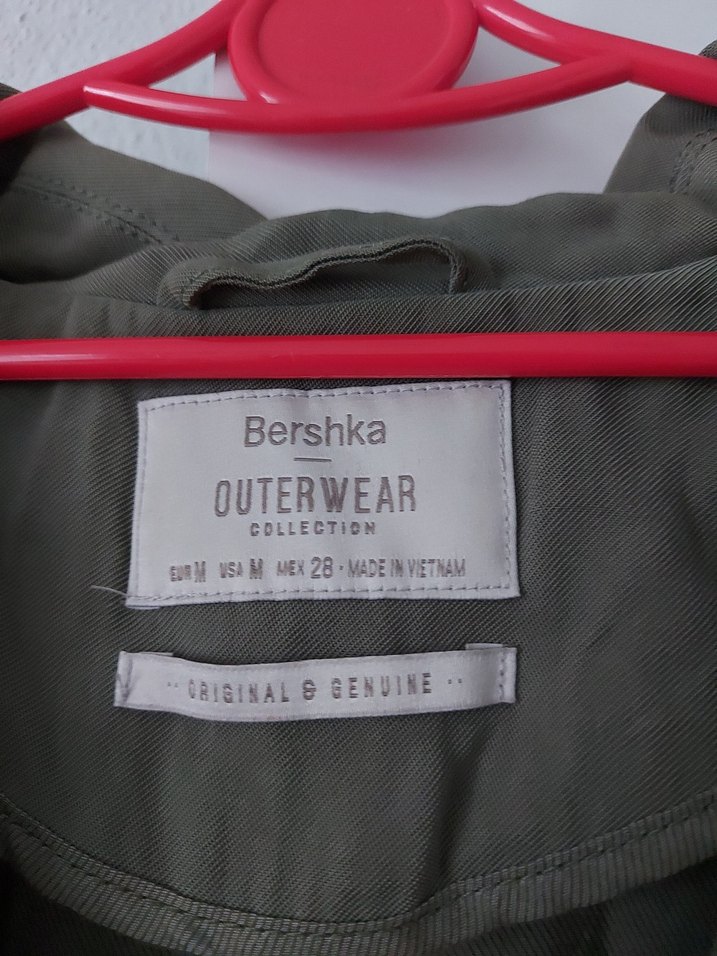 Bershka
OUTERWEAR
COLLECTION
EUR M USA M MEX 28 - MADE IN VIETNAM
·· ORIGINAL & GENUINE ··